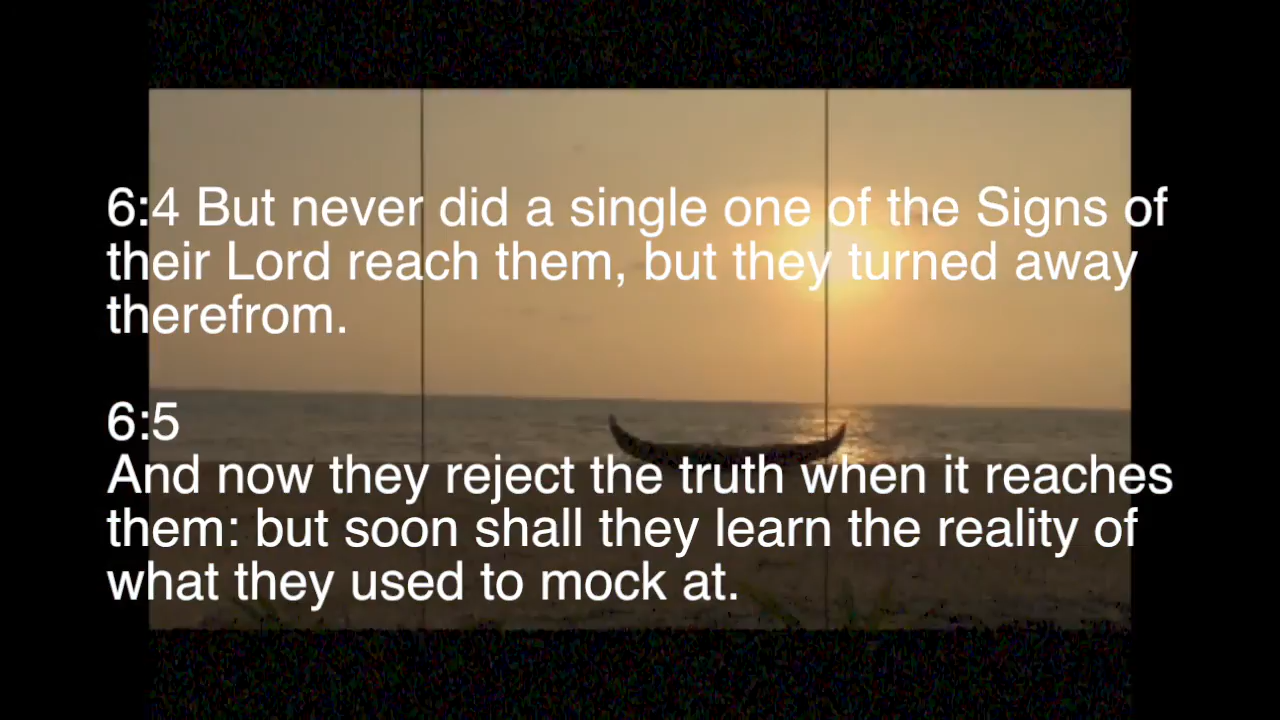 6:4 But never did a single one of the Signs of
their Lord reach them, but they turned away
therefrom.
6:5
And now they reject the truth when it reaches
them: but soon shall they learn the reality of
what they used to mock at.